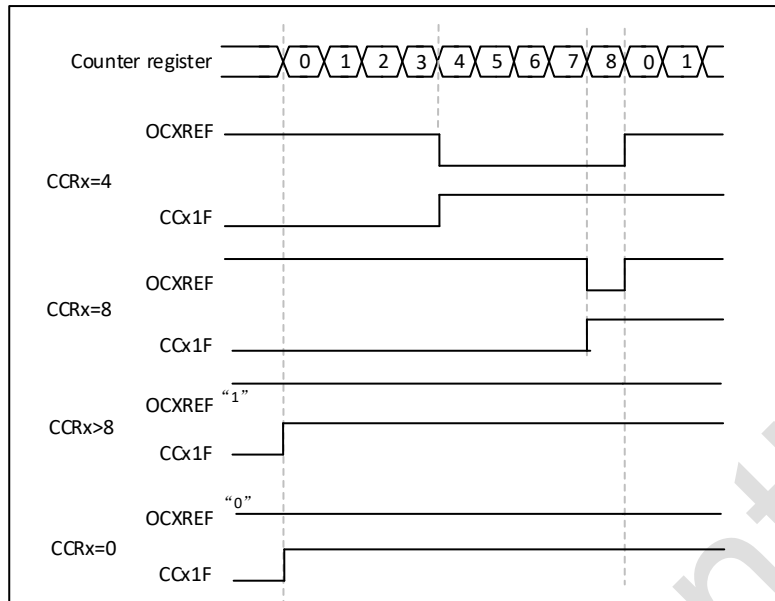 Counter register 0 1 2 3 4 5 6 7 8 0 1
OCXREF
CCRx=4
CCx1F
OCXREF
CCRx=8
CCx1F
OCXREF “1”
CCRx>8
CCx1F
“0”
OCXREF
CCRx=0
CCx1F